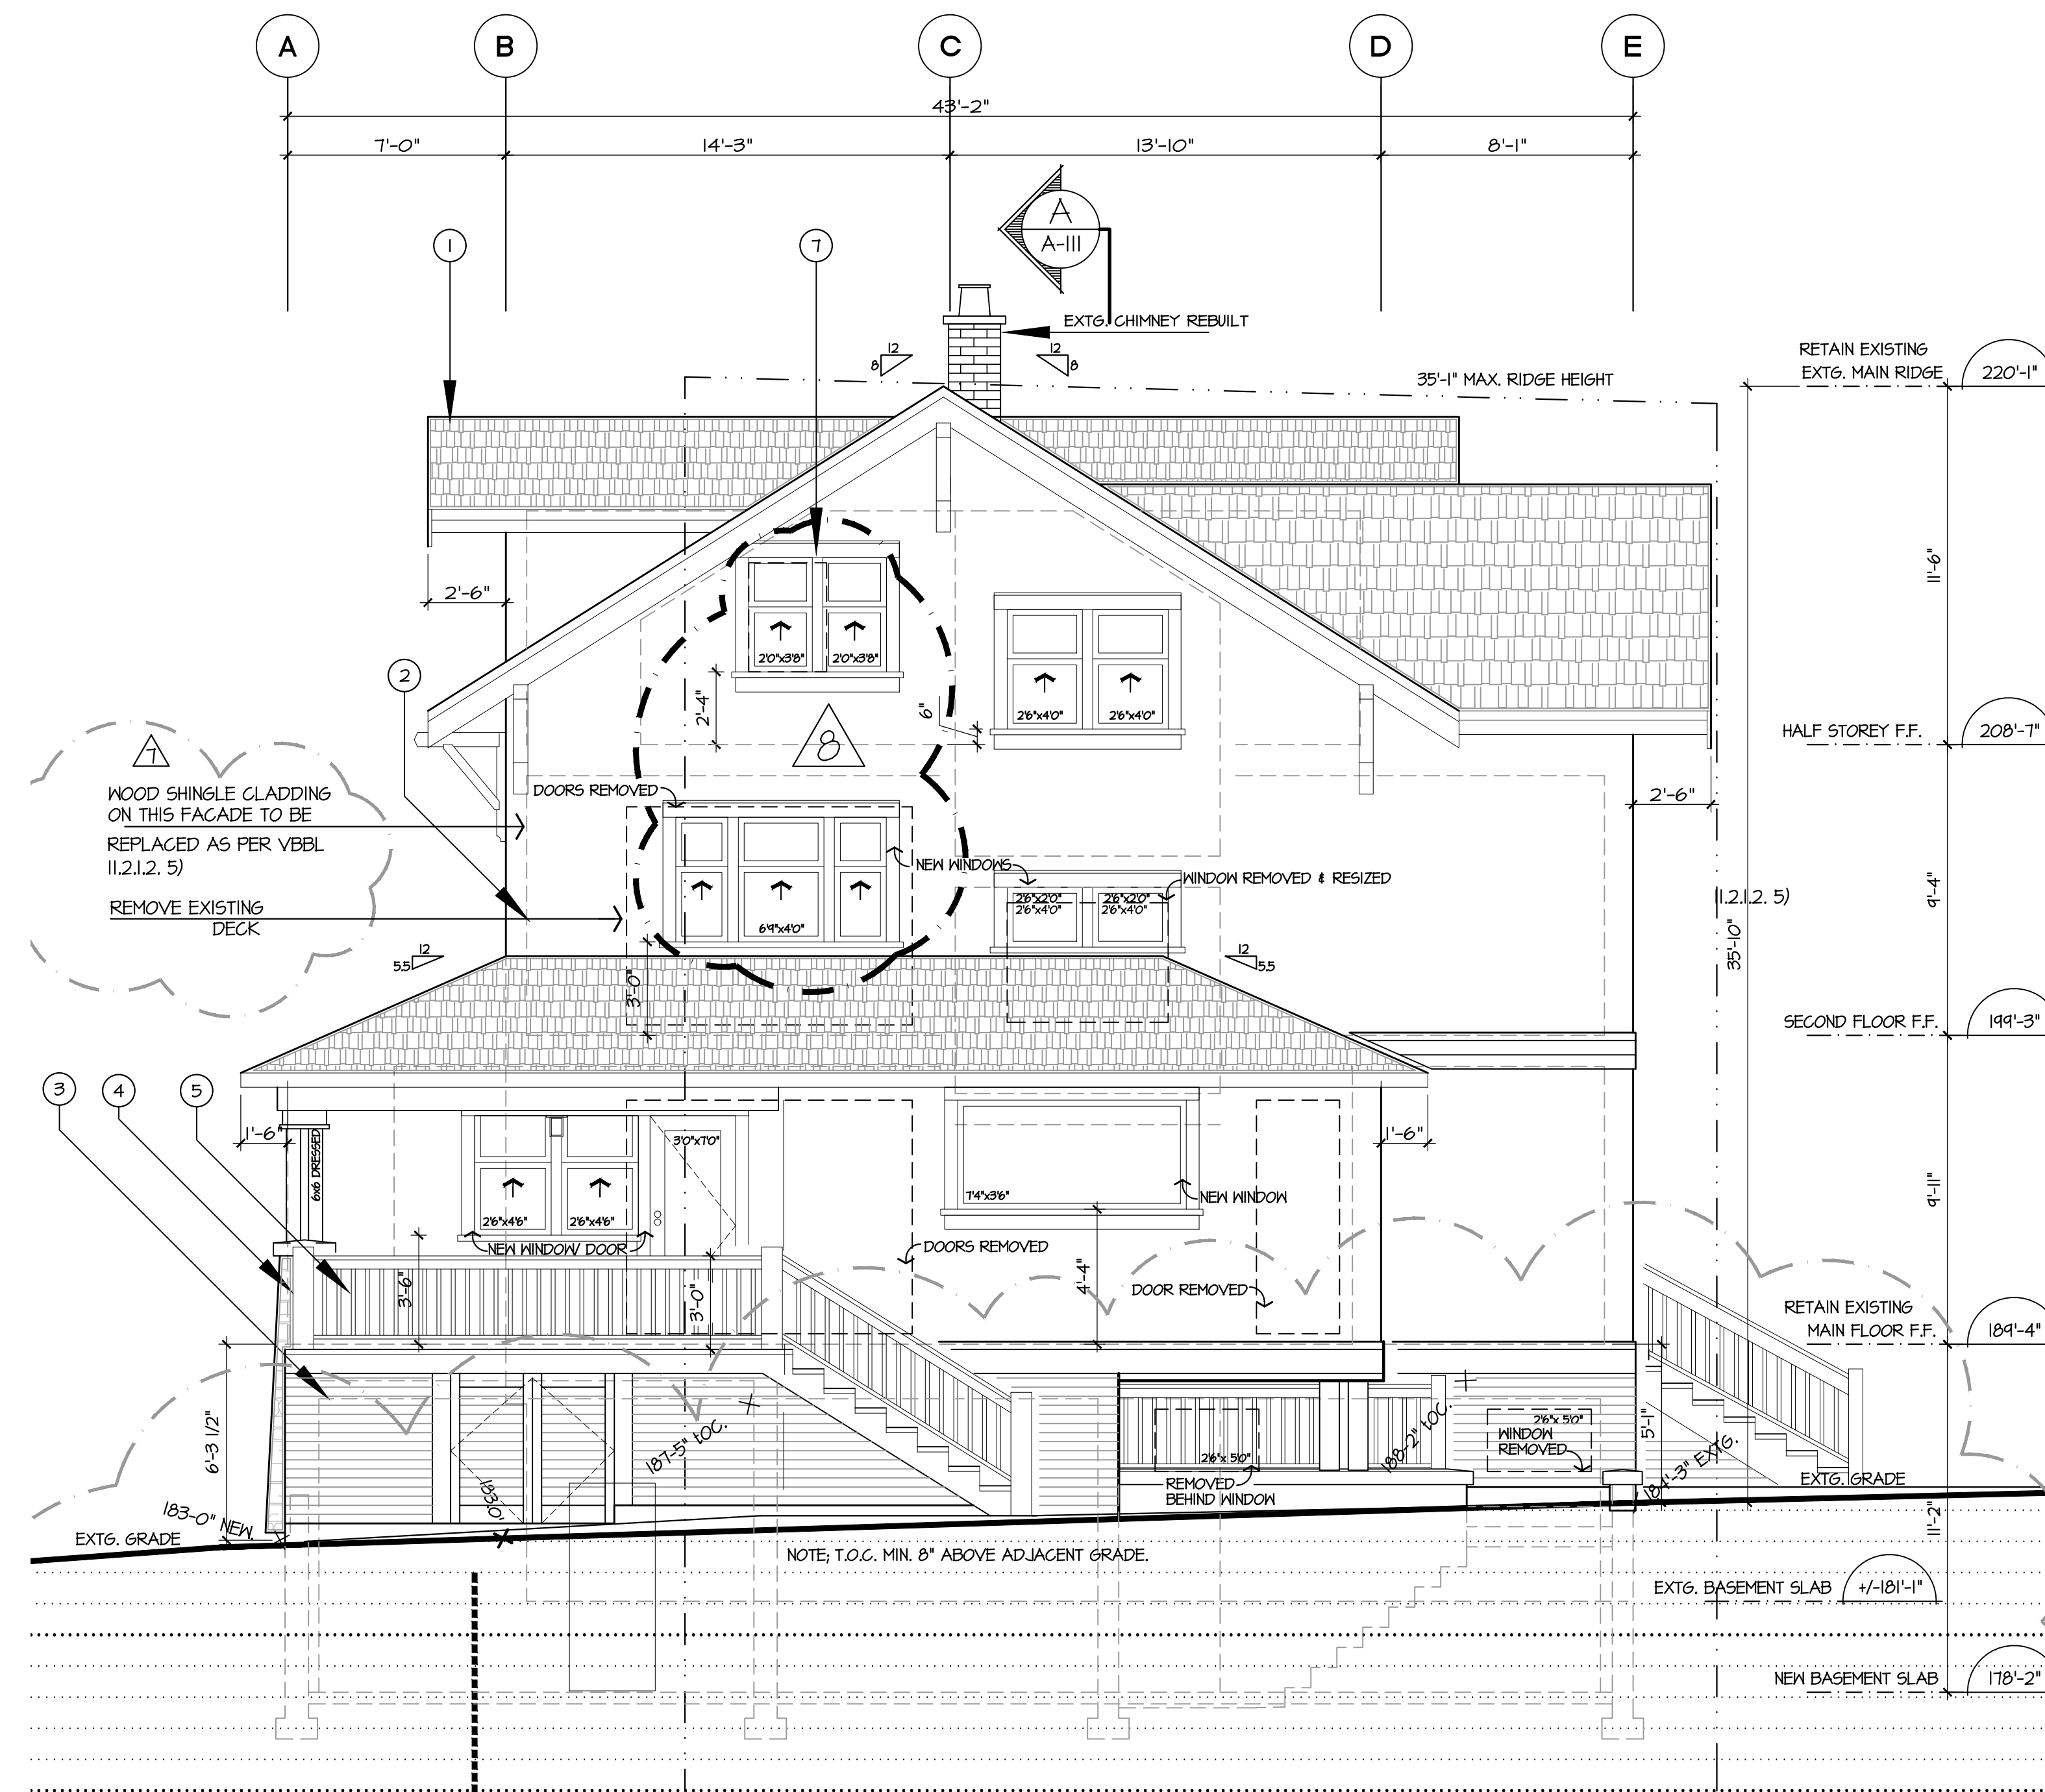 A B C D E
43'-2"
7'-0" 14'-3" 13'-10" 8'-1"
A
A-111
1
7
EXTG. CHIMNEY REBUILT
12
8
12
8
35'-1" MAX. RIDGE HEIGHT
RETAIN EXISTING
EXTG. MAIN RIDGE 220'-1"
11'-6"
2'-6"
2'0"x3'8" 2'0"x3'8"
2
2'-4"
6"
2'6"x4'0" 2'6"x4'0"
8
HALF STOREY F.F. 208'-7"
7
WOOD SHINGLE CLADDING
ON THIS FACADE TO BE
REPLACED AS PER VBBL
11.2.1.2. 5)
DOORS REMOVED
2'-6"
NEW WINDOWS
WINDOW REMOVED & RESIZED
2'6"x2'0" 2'6"x2'0"
2'6"x4'0" 2'6"x4'0"
11.2.1.2. 5)
9'-4"
REMOVE EXISTING
DECK
6'9"x4'0"
35'-10"
12
5.5
12
5.5
3'-0"
SECOND FLOOR F.F. 199'-3"
3
4
5
1'-6"
6x6 DRESSED
3'0"x7'0"
1'-6"
7'4"x3'6"
NEW WINDOW
9'-11"
2'6"x4'6" 2'6"x4'6"
NEW WINDOW/ DOOR
DOORS REMOVED
3'-6"
3'-0"
4'-4"
DOOR REMOVED
RETAIN EXISTING
MAIN FLOOR F.F. 189'-4"
6'-3 1/2"
187'-5" tOC.
188'-2" tOC.
2'6"x 5'0"
WINDOW
REMOVED
5'-1"
184'-3" EXTG.
2'6"x 5'0"
REMOVED
BEHIND WINDOW
EXTG. GRADE
183.0'
183'-0" NEW.
EXTG. GRADE
11'-2"
NOTE; T.O.C. MIN. 8" ABOVE ADJACENT GRADE.
EXTG. BASEMENT SLAB +/-181'-1"
NEW BASEMENT SLAB 178'-2"